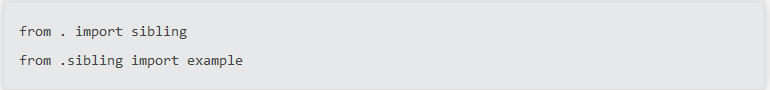 from . import sibling
from .sibling import example